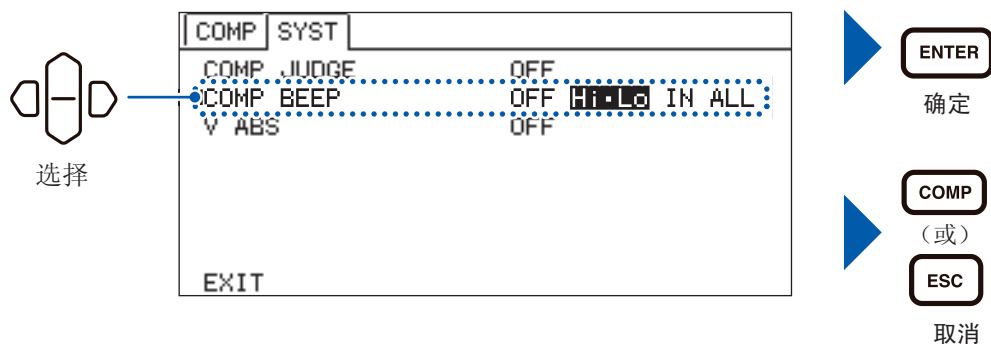 COMP SYST
COMP JUDGE OFF
COMP BEEP OFF Hi•Lo IN ALL
V ABS OFF
EXIT
选择
ENTER
确定
COMP
（或）
ESC
取消